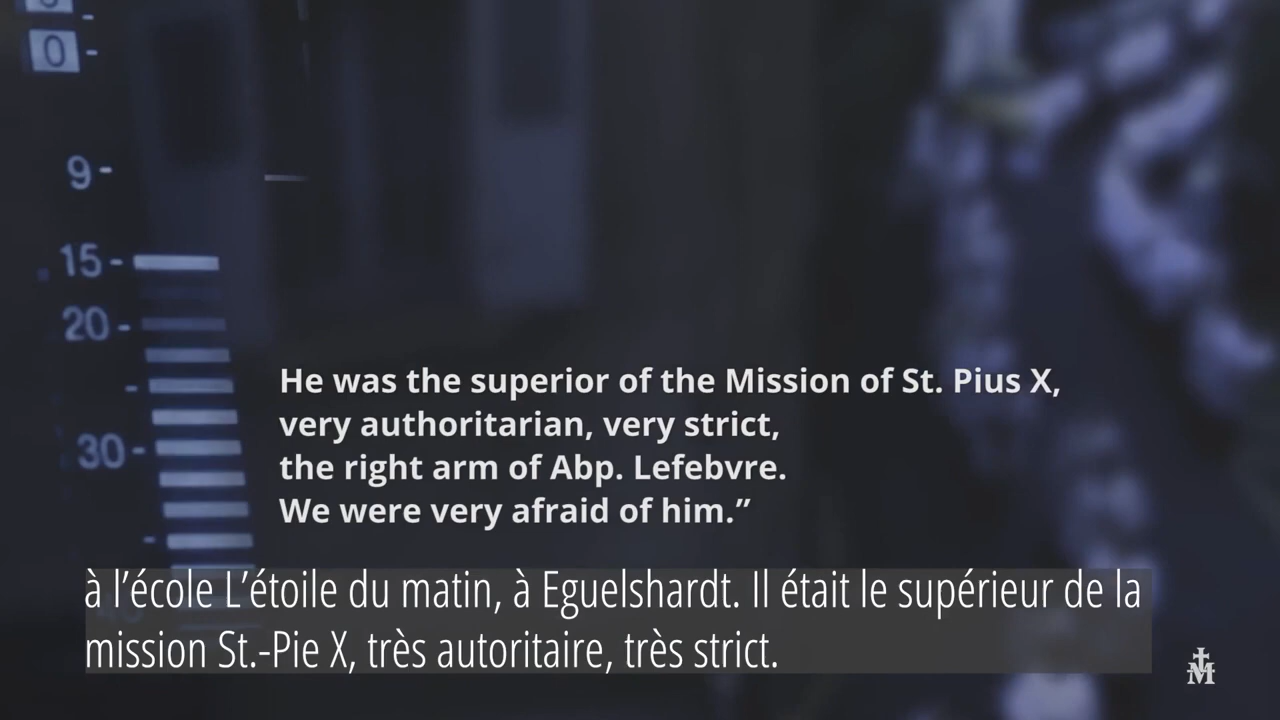 0
9
15
20
30
He was the superior of the Mission of St. Pius X,
very authoritarian, very strict,
the right arm of Abp. Lefebvre.
We were very afraid of him.”
à l’école L’étoile du matin, à Eguelshardt. Il était le supérieur de la
mission St.-Pie X, très autoritaire, très strict.